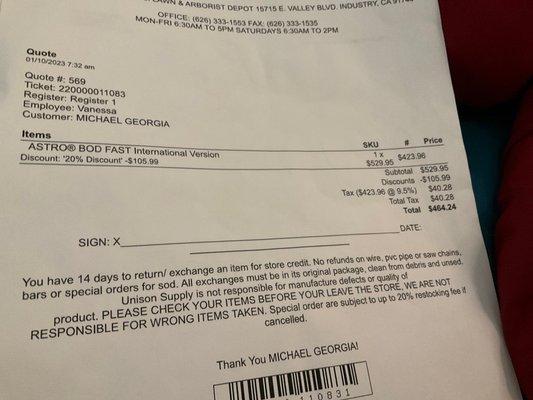 LAWN & ARBORIST DEPOT 15715 E. VALLEY BLVD. INDUSTRY, CA
OFFICE: (626) 333-1553 FAX: (626) 333-1535
MON-FRI 6:30AM TO 5PM SATURDAYS 6:30AM TO 2PM
Quote
01/10/2023 7:32 am
Quote #: 569
Ticket: 220000011083
Register: Register 1
Employee: Vanessa
Customer: MICHAEL GEORGIA
Items SKU # Price
ASTRO® BOD FAST International Version 1 x $529.95 $423.96
Discount: '20% Discount' -$105.99
Subtotal $529.95
Discounts -$105.99
Tax ($423.96 @ 9.5%) $40.28
Total Tax $40.28
Total $464.24
SIGN: X DATE:
You have 14 days to return/ exchange an item for store credit. No refunds on wire, pvc pipe or saw chains,
bars or special orders for sod. All exchanges must be in its original package, clean from debris and unsed.
Unison Supply is not responsible for manufacture defects or quality of
product. PLEASE CHECK YOUR ITEMS BEFORE YOUR LEAVE THE STORE, WE ARE NOT
RESPONSIBLE FOR WRONG ITEMS TAKEN. Special order are subject to up to 20% restocking fee if
cancelled.
Thank You MICHAEL GEORGIA!
110831